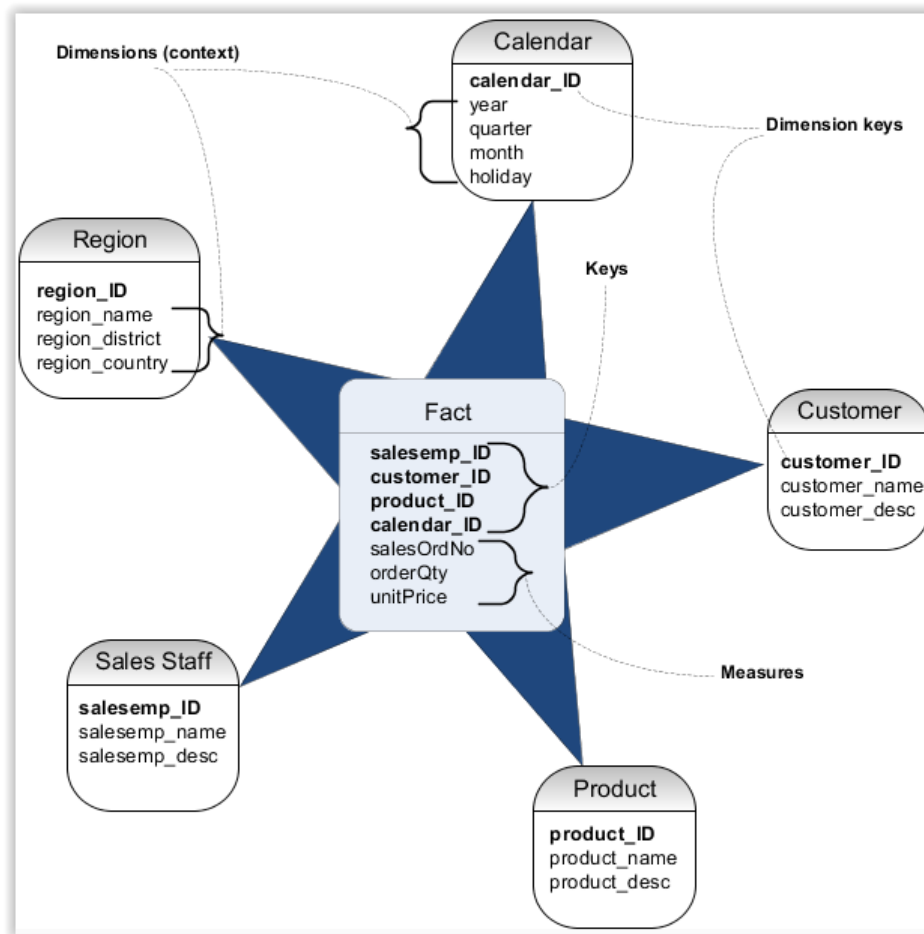 Calendar
Dimensions (context)
calendar_ID
year
quarter
month
holiday
Dimension keys
Region
region_ID
region_name
region_district
region_country
Keys
Fact
salesemp_ID
customer_ID
product_ID
calendar_ID
salesOrdNo
orderQty
unitPrice
Customer
customer_ID
customer_name
customer_desc
Sales Staff
salesemp_ID
salesemp_name
salesemp_desc
Measures
Product
product_ID
product_name
product_desc